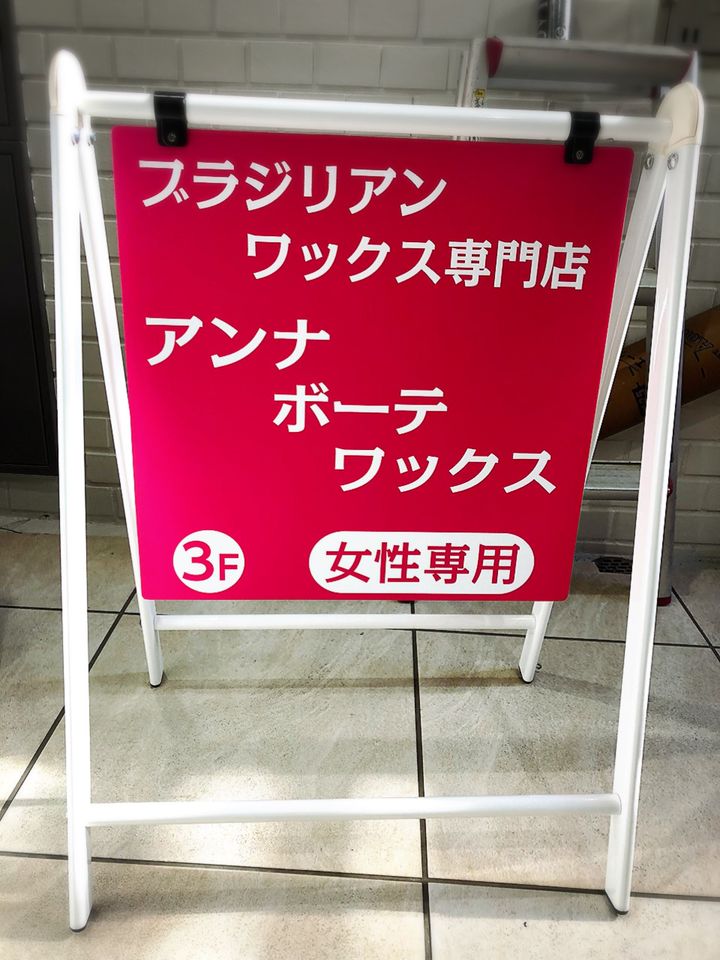 ブラジリアン
ワックス専門店
アンナ
ボーテ
ワックス
3F 女性専用